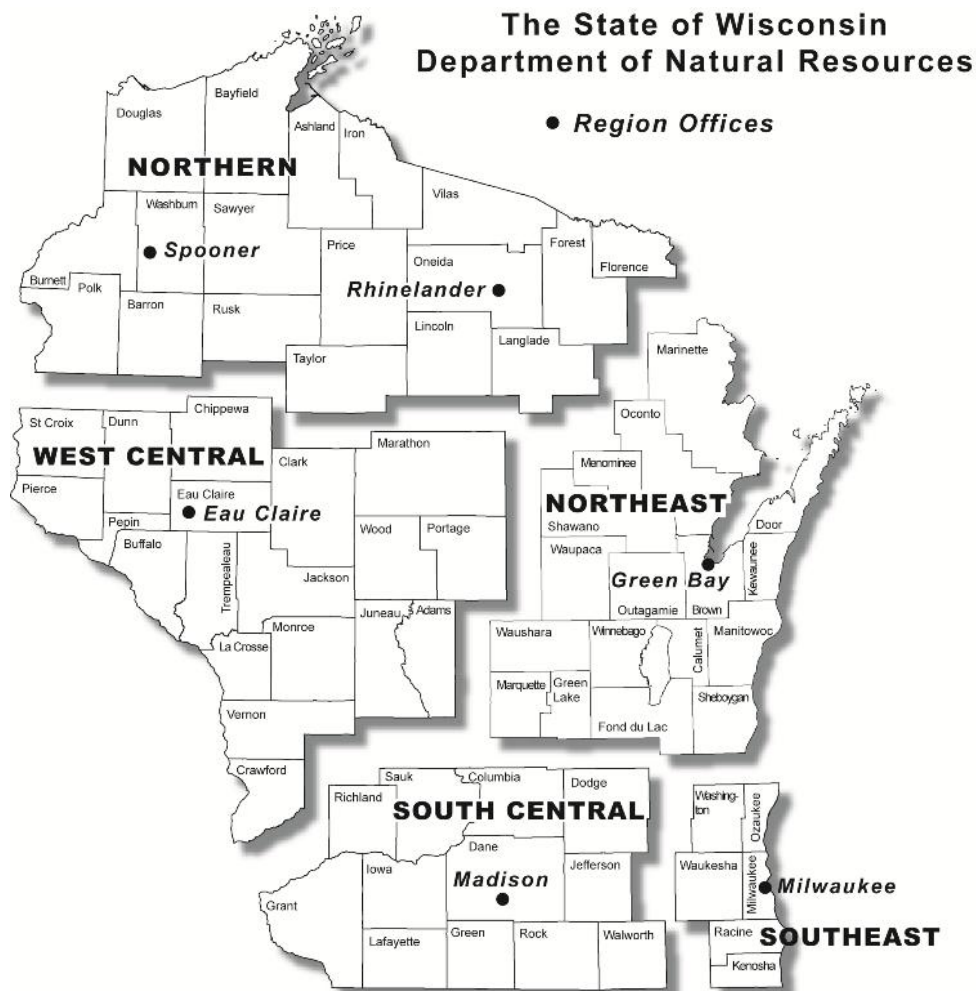 The State of Wisconsin
Department of Natural Resources
Region Offices
Bayfield
Douglas
Ashland
Iron
NORTHERN
Vilas
Washburn
Sawyer
Spooner
Price
Forest
Oneida
Florence
Burnett
Polk
Rhinelander
Barron
Rusk
Lincoln
Langlade
Taylor
Marinette
Chippewa
St Croix
Dunn
Oconto
Marathon
WEST CENTRAL
Clark
Menominee
Pierce
Eau Claire
NORTHEAST
Eau Claire
Pepin
Door
Buffalo
Wood
Portage
Shawano
Waupaca
Kewaunee
Trempealeau
Jackson
Green Bay
Juneau
Adams
Outagamie
Brown
Monroe
Waushara
Winnebago
Calumet
Manitowoc
La Crosse
Marquette
Green
Lake
Sheboygan
Vernon
Fond du Lac
Crawford
Sauk
Columbia
Dodge
Richland
SOUTH CENTRAL
Washing-
ton
Ozaukee
Dane
Iowa
Jefferson
Waukesha
Milwaukee
Madison
Milwaukee
Grant
Lafayette
Green
Rock
Walworth
Racine
SOUTHEAST
Kenosha